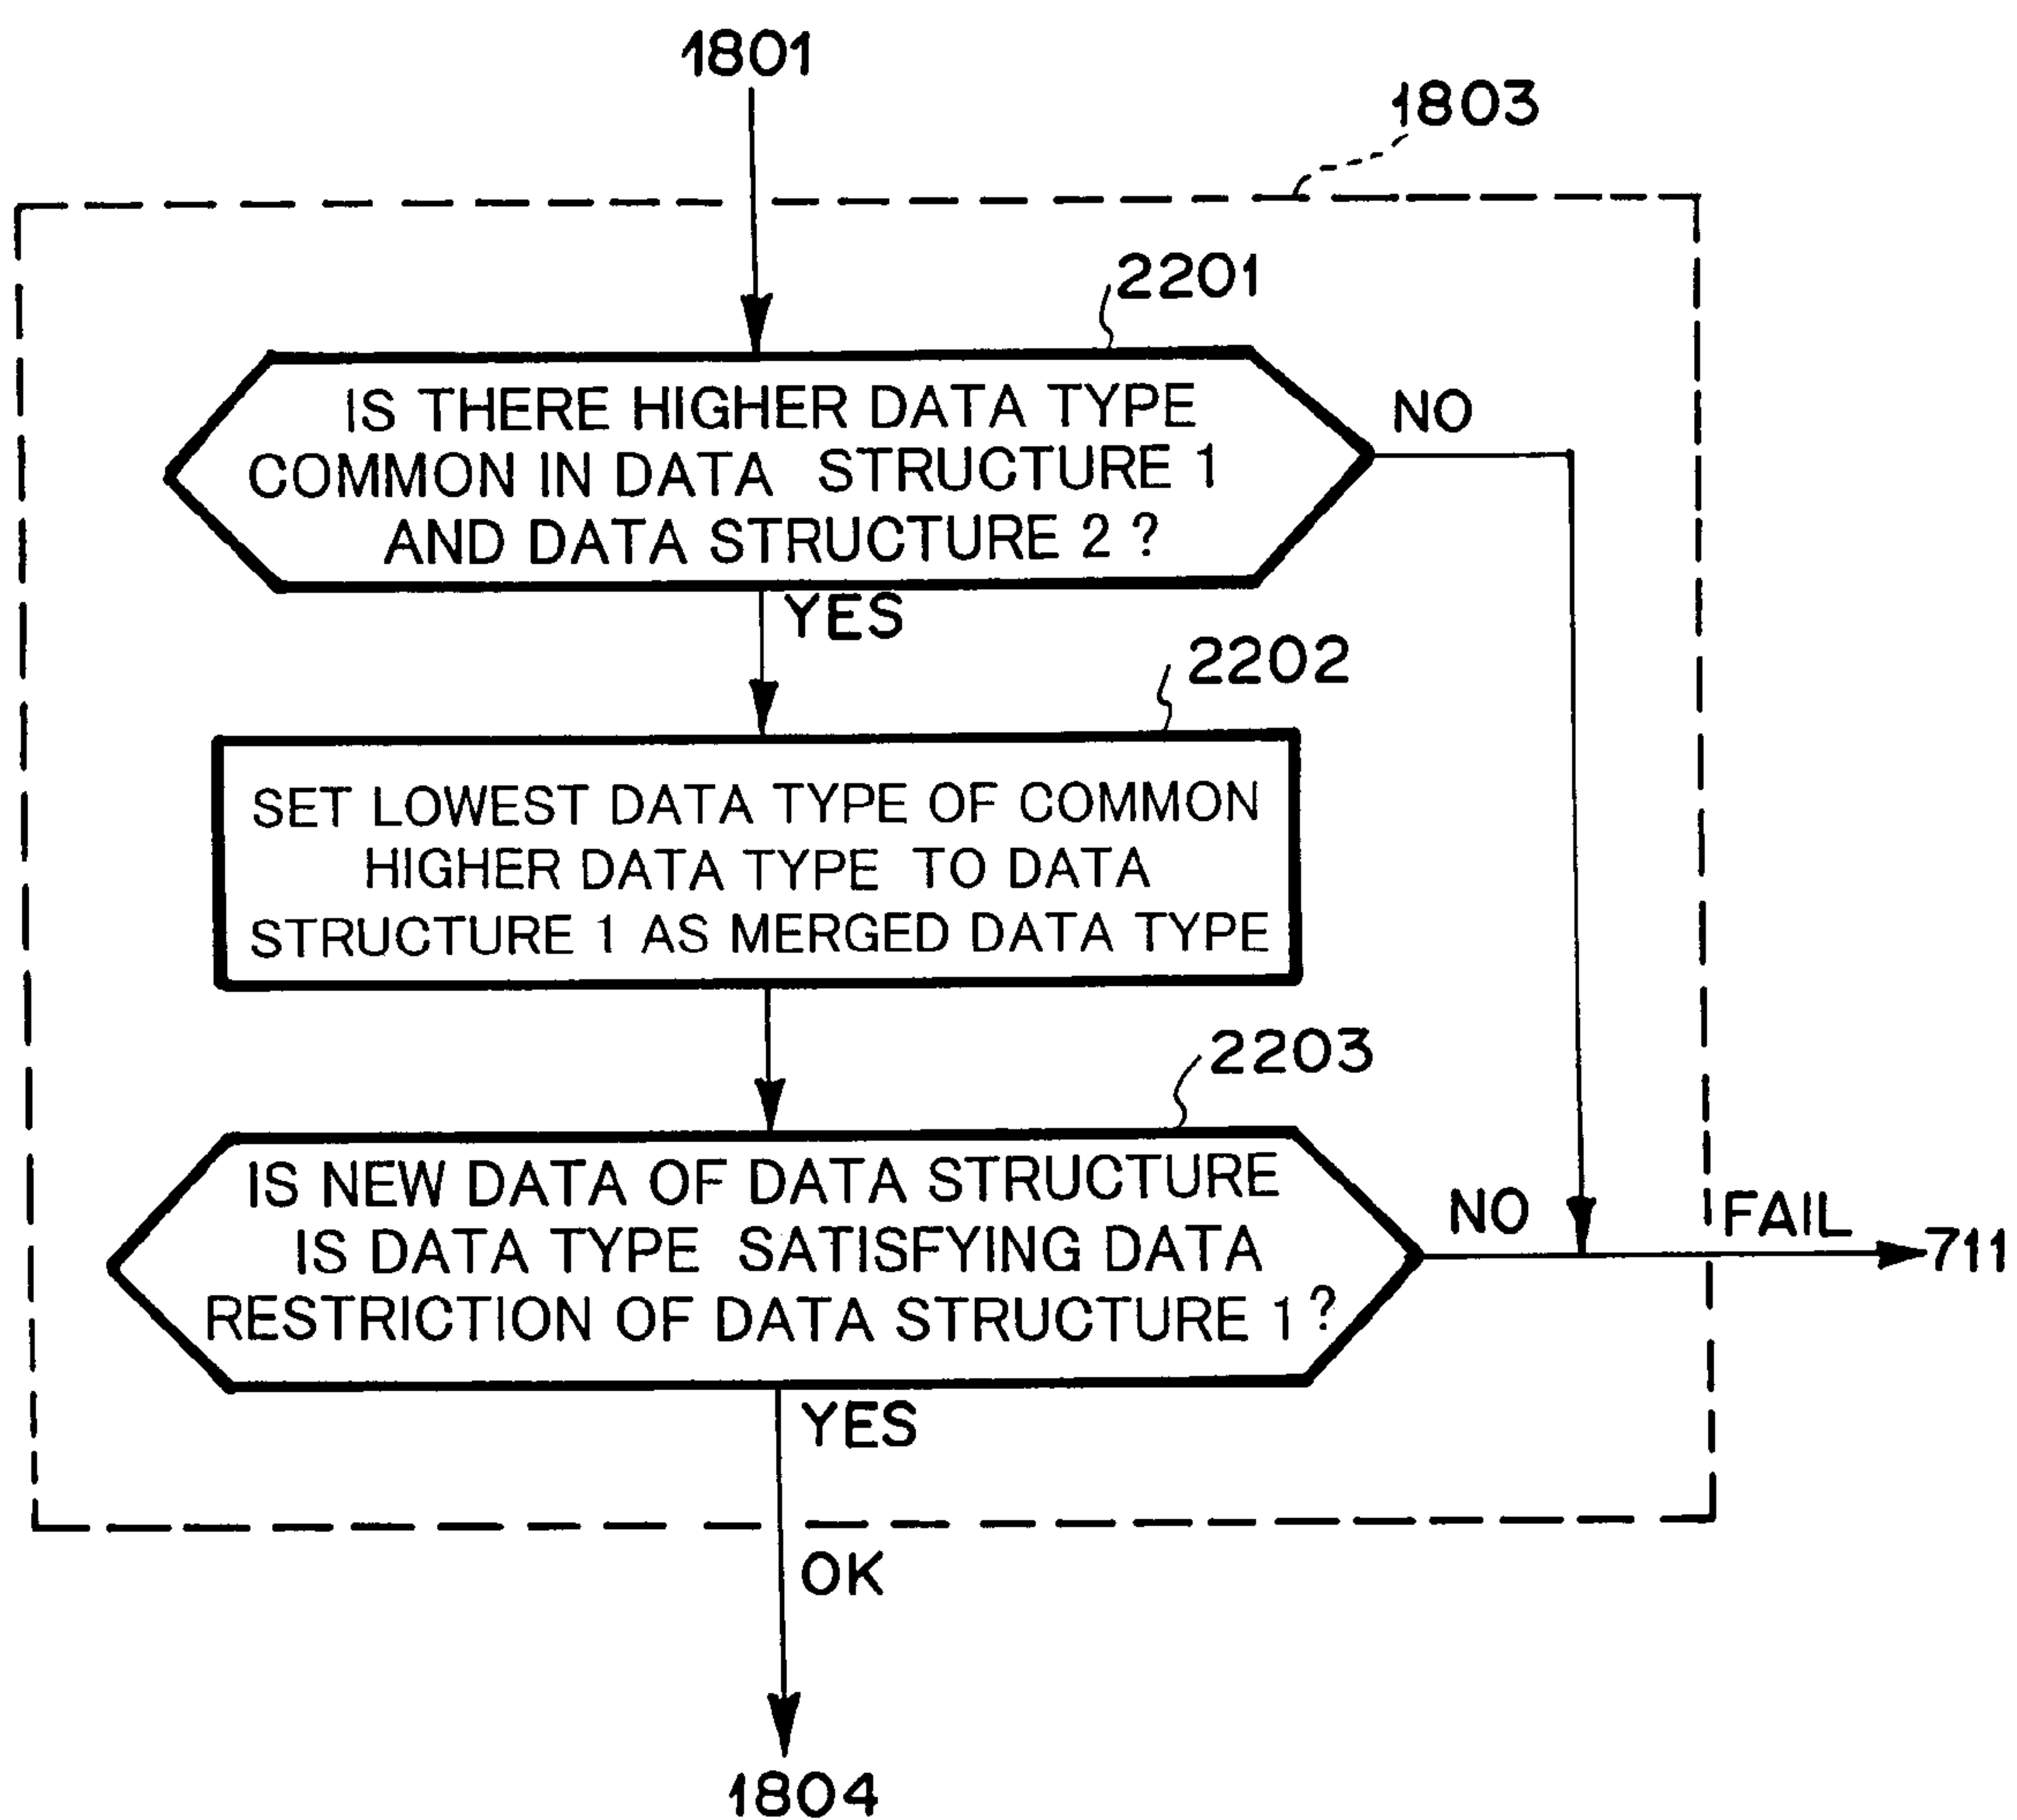 1801
1803
2201
IS THERE HIGHER DATA TYPE
COMMON IN DATA STRUCTURE 1
AND DATA STRUCTURE 2 ?
NO
YES
2202
SET LOWEST DATA TYPE OF COMMON
HIGHER DATA TYPE TO DATA
STRUCTURE 1 AS MERGED DATA TYPE
2203
IS NEW DATA OF DATA STRUCTURE
IS DATA TYPE SATISFYING DATA
RESTRICTION OF DATA STRUCTURE 1 ?
NO
FAIL
711
YES
OK
1804